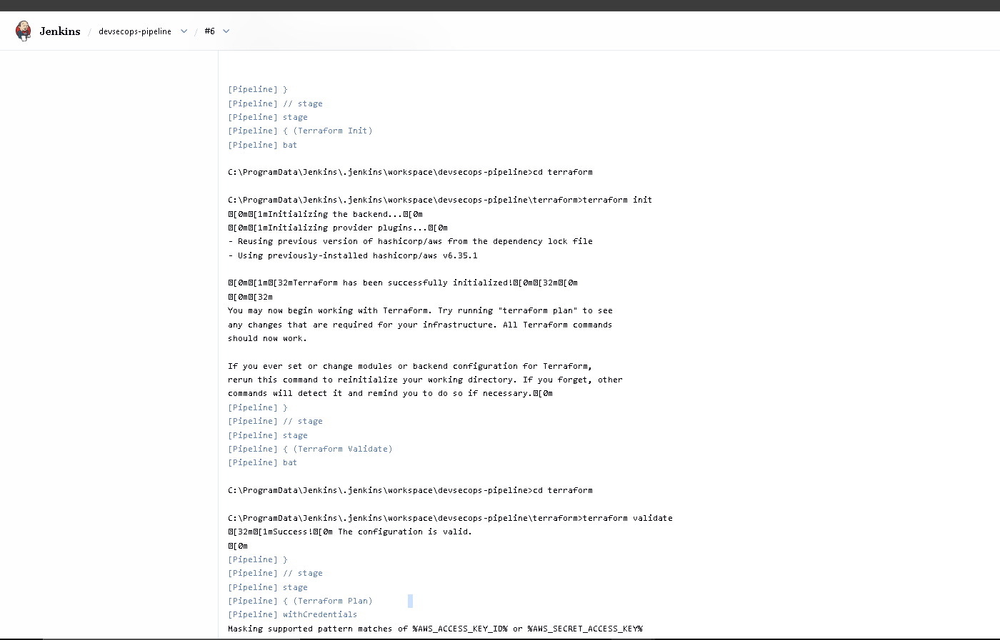 Jenkins / devsecops-pipeline / #6
[Pipeline] }
[Pipeline] // stage
[Pipeline] stage
[Pipeline] { (Terraform Init)
[Pipeline] bat
C:\ProgramData\Jenkins\.jenkins\workspace\devsecops-pipeline>cd terraform
C:\ProgramData\Jenkins\.jenkins\workspace\devsecops-pipeline\terraform>terraform init
[0m[1mInitializing the backend...[0m
[0m[1mInitializing provider plugins...[0m
- Reusing previous version of hashicorp/aws from the dependency lock file
- Using previously-installed hashicorp/aws v6.35.1
[0m[1m[32mTerraform has been successfully initialized![0m[32m[0m
[0m[32m
You may now begin working with Terraform. Try running "terraform plan" to see
any changes that are required for your infrastructure. All Terraform commands
should now work.
If you ever set or change modules or backend configuration for Terraform,
rerun this command to reinitialize your working directory. If you forget, other
commands will detect it and remind you to do so if necessary.[0m
[Pipeline] }
[Pipeline] // stage
[Pipeline] stage
[Pipeline] { (Terraform Validate)
[Pipeline] bat
C:\ProgramData\Jenkins\.jenkins\workspace\devsecops-pipeline>cd terraform
C:\ProgramData\Jenkins\.jenkins\workspace\devsecops-pipeline\terraform>terraform validate
[32m[1mSuccess![0m The configuration is valid.
[0m
[Pipeline] }
[Pipeline] // stage
[Pipeline] stage
[Pipeline] { (Terraform Plan)
[Pipeline] withCredentials
Masking supported pattern matches of %AWS_ACCESS_KEY_ID% or %AWS_SECRET_ACCESS_KEY%